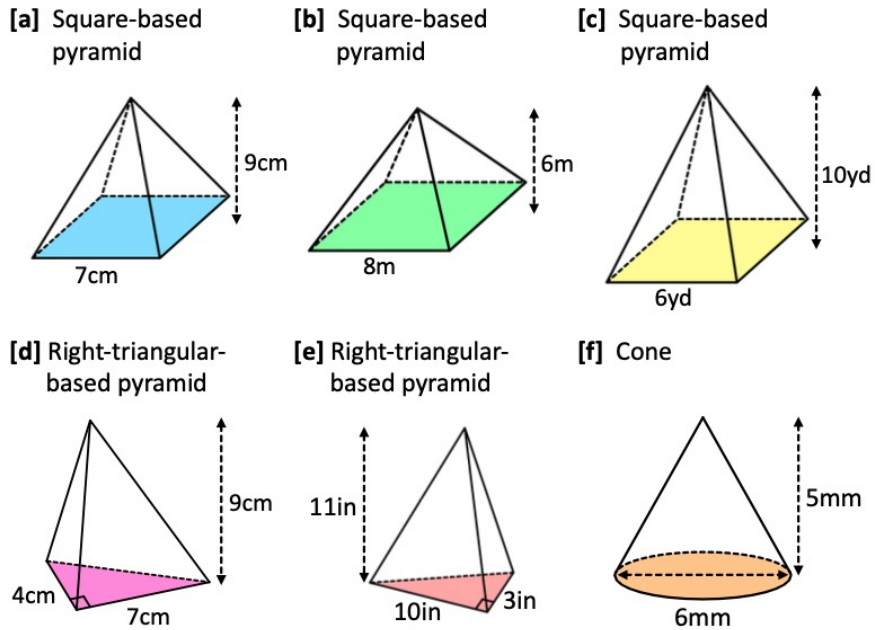 [a] Square-based
pyramid
9cm
7cm
[b] Square-based
pyramid
6m
8m
[c] Square-based
pyramid
10yd
6yd
[d] Right-triangular-
based pyramid
9cm
4cm
7cm
[e] Right-triangular-
based pyramid
11in
10in
3in
[f] Cone
5mm
6mm